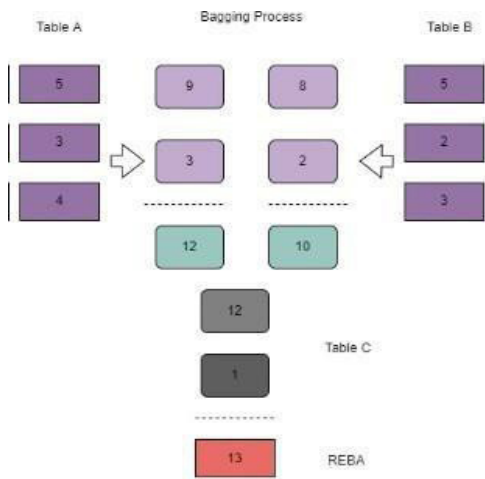 Bagging Process
Table A
Table B
5 9 8 5
3 3 2 2
4 3
12 10
12
Table C
1
13 REBA